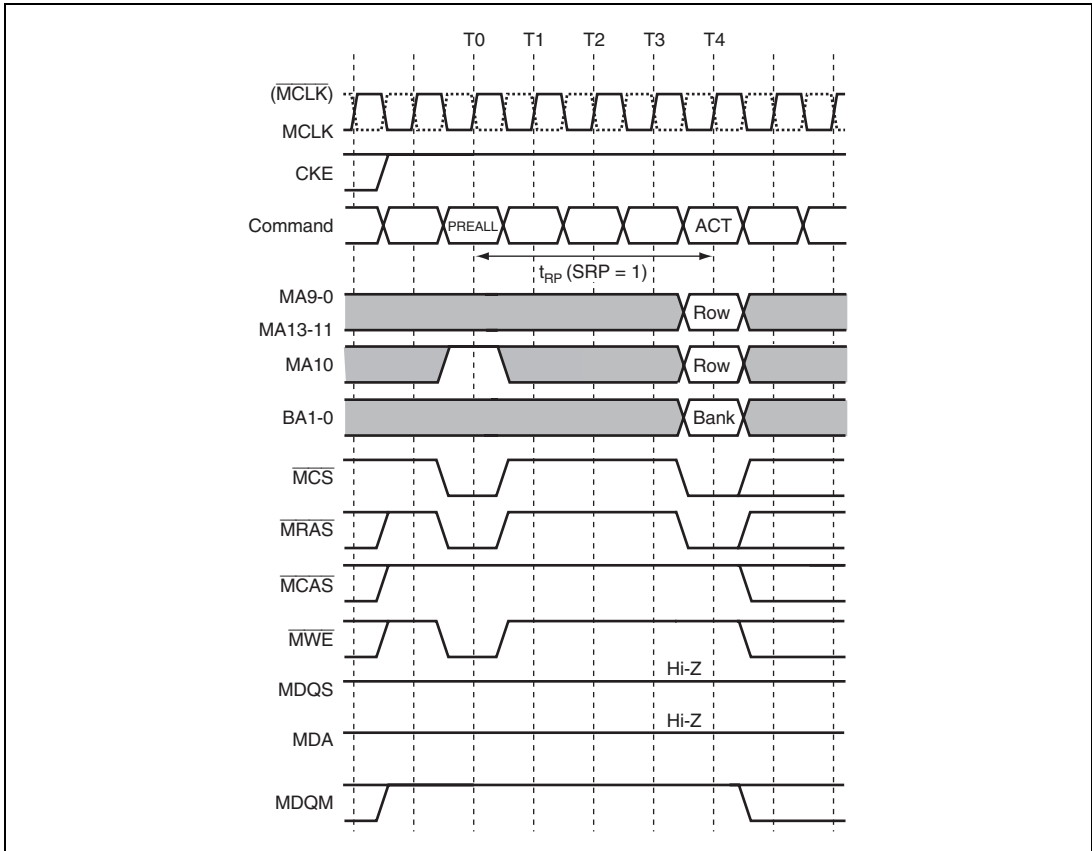 T0 T1 T2 T3 T4
(MCLK)
MCLK
CKE
Command PREALL ACT
tRP (SRP = 1)
MA9-0
Row
MA13-11
MA10 Row
BA1-0 Bank
MCS
MRAS
MCAS
MWE
Hi-Z
MDQS
Hi-Z
MDA
MDQM